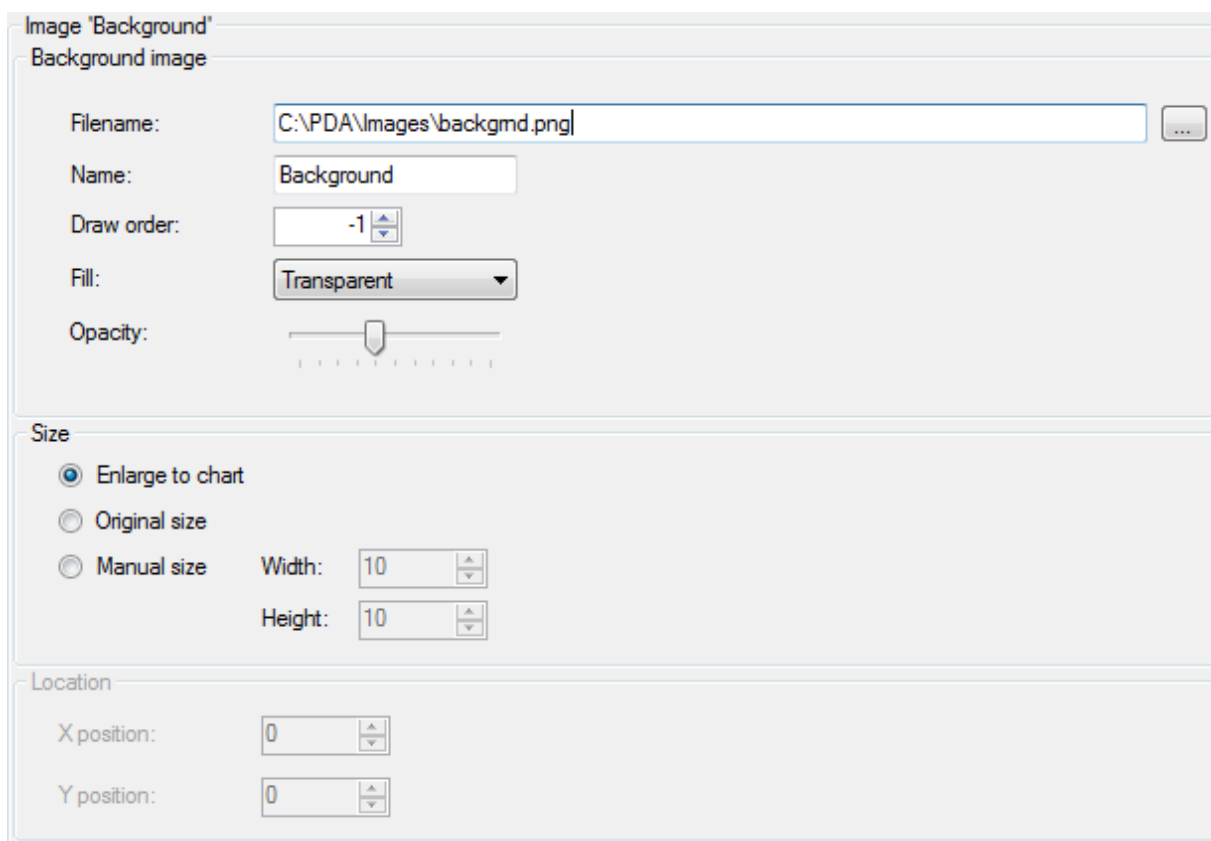 Image 'Background'
Background image
Filename: C:\PDA\Images\backgrnd.png ...
Name: Background
Draw order: -1
Fill: Transparent
Opacity:
Size
Enlarge to chart
Original size
Manual size Width: 10
Height: 10
Location
X position: 0
Y position: 0